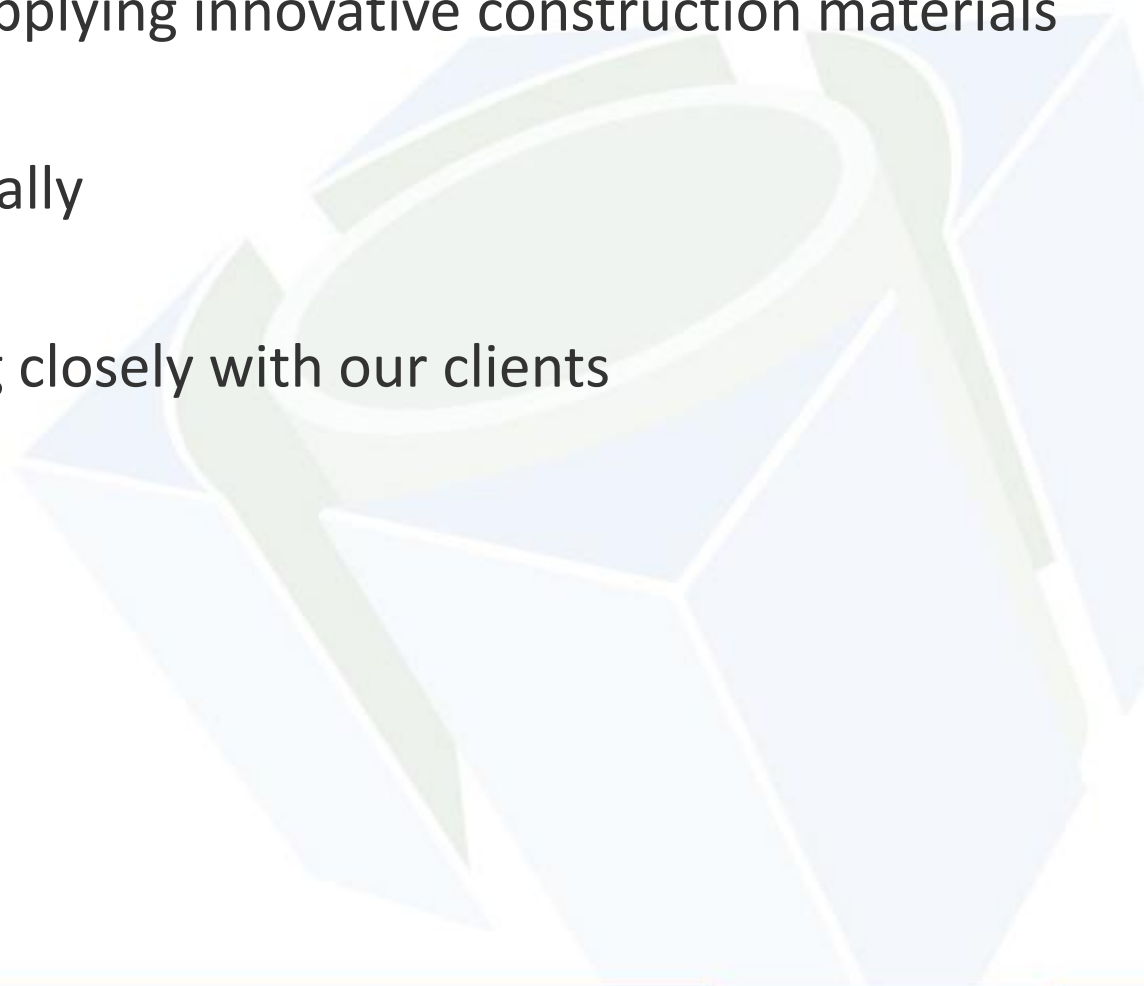 pplying innovative construction materials
ally
closely with our clients